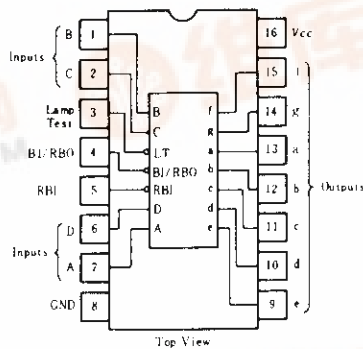 B 1
Inputs
C 2
Lamp Test 3
BI/RBO 4
RBI 5
D 6
Inputs
A 7
GND 8
B
C
LT
BI/RBO
RBI
D
A
f
g
a
b
c
d
e
16 Vcc
15 f
14 g
13 a
12 b
Outputs
11 c
10 d
9 e
Top View